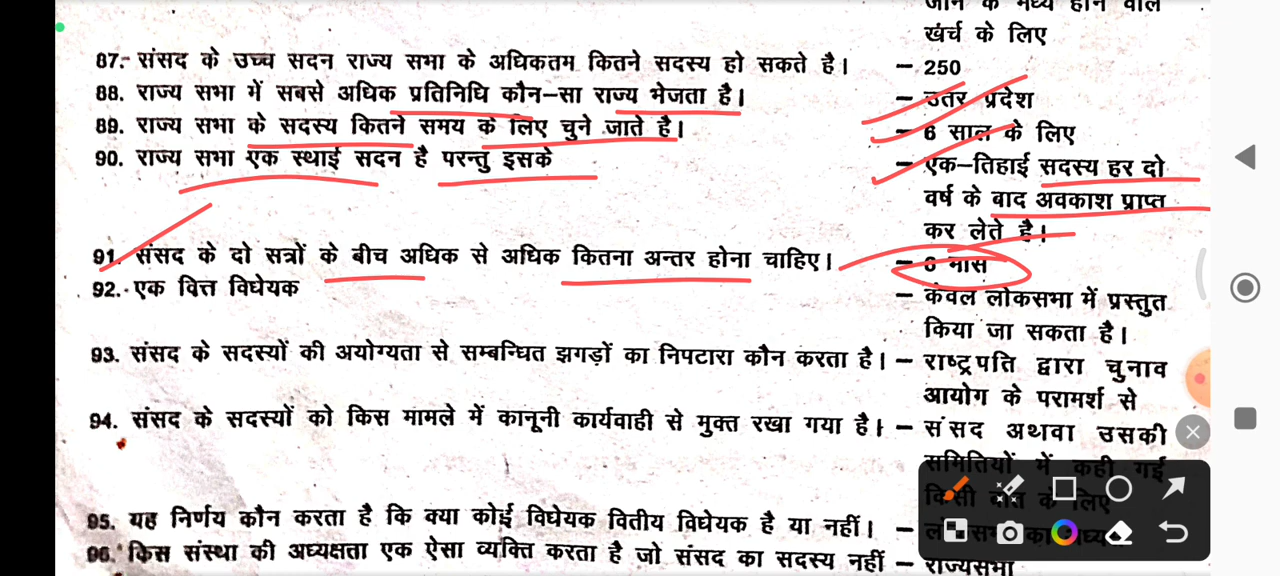 जाने के मध्य होने वाले
खर्च के लिए
87.- संसद के उच्च सदन राज्य सभा के अधिकतम कितने सदस्य हो सकते है। – 250
88. राज्य सभा में सबसे अधिक प्रतिनिधि कौन–सा राज्य भेजता है। – उतर प्रदेश
89. राज्य सभा के सदस्य कितने समय के लिए चुने जाते है। – 6 साल के लिए
90. राज्य सभा एक स्थाई सदन है परन्तु इसके – एक–तिहाई सदस्य हर दो
वर्ष के बाद अवकाश प्राप्त
कर लेते है।
91. संसद के दो सत्रों के बीच अधिक से अधिक कितना अन्तर होना चाहिए। – 6 मास
92. एक वित्त विधेयक – केवल लोकसभा में प्रस्तुत
किया जा सकता है।
93. संसद के सदस्यों की अयोग्यता से सम्बन्धित झगड़ों का निपटारा कौन करता है। – राष्ट्रपति द्वारा चुनाव
आयोग के परामर्श से
94. संसद के सदस्यों को किस मामले में कानूनी कार्यवाही से मुक्त रखा गया है। – संसद अथवा उसकी
समितियों में कही गई
किसी बात के लिए
95. यह निर्णय कौन करता है कि क्या कोई विधेयक वितीय विधेयक है या नहीं। –
96. किस संस्था की अध्यक्षता एक ऐसा व्यक्ति करता है जो संसद का सदस्य नहीं – राज्यसभा